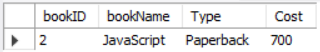 bookID bookName Type Cost
2 JavaScript Paperback 700